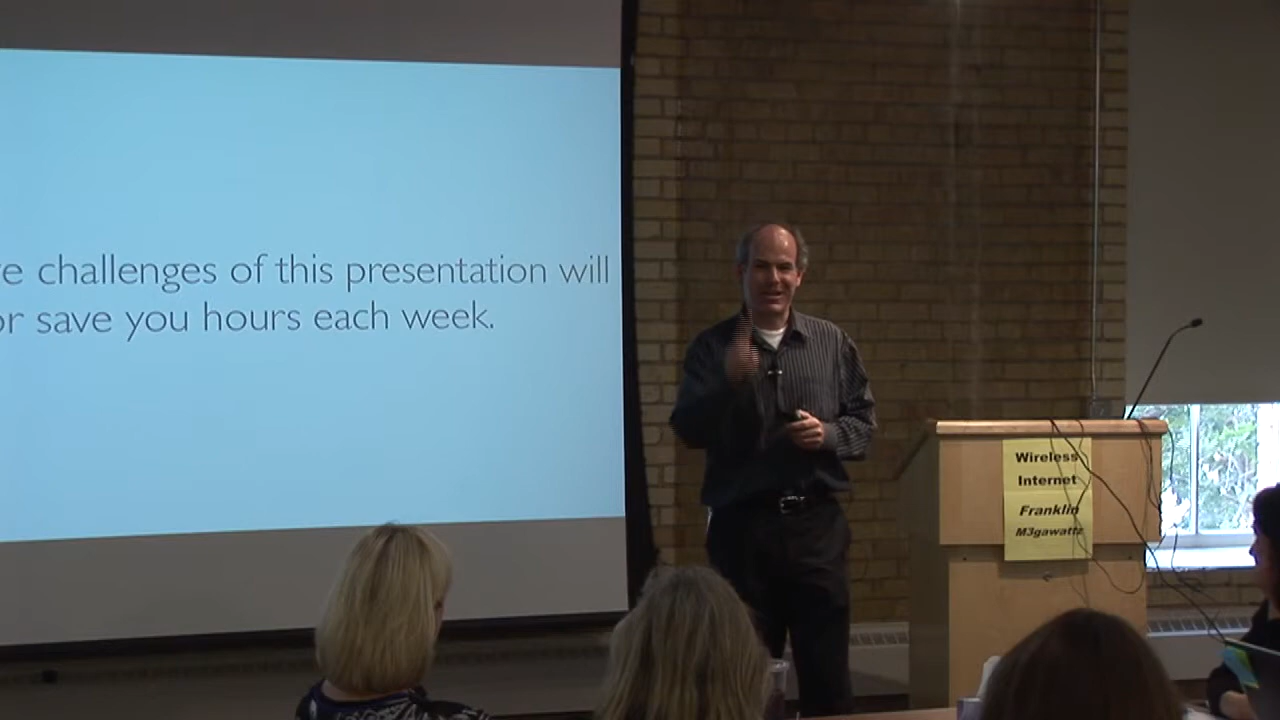 e challenges of this presentation will
or save you hours each week.
Wireless
Internet
Franklin
M3gawattz